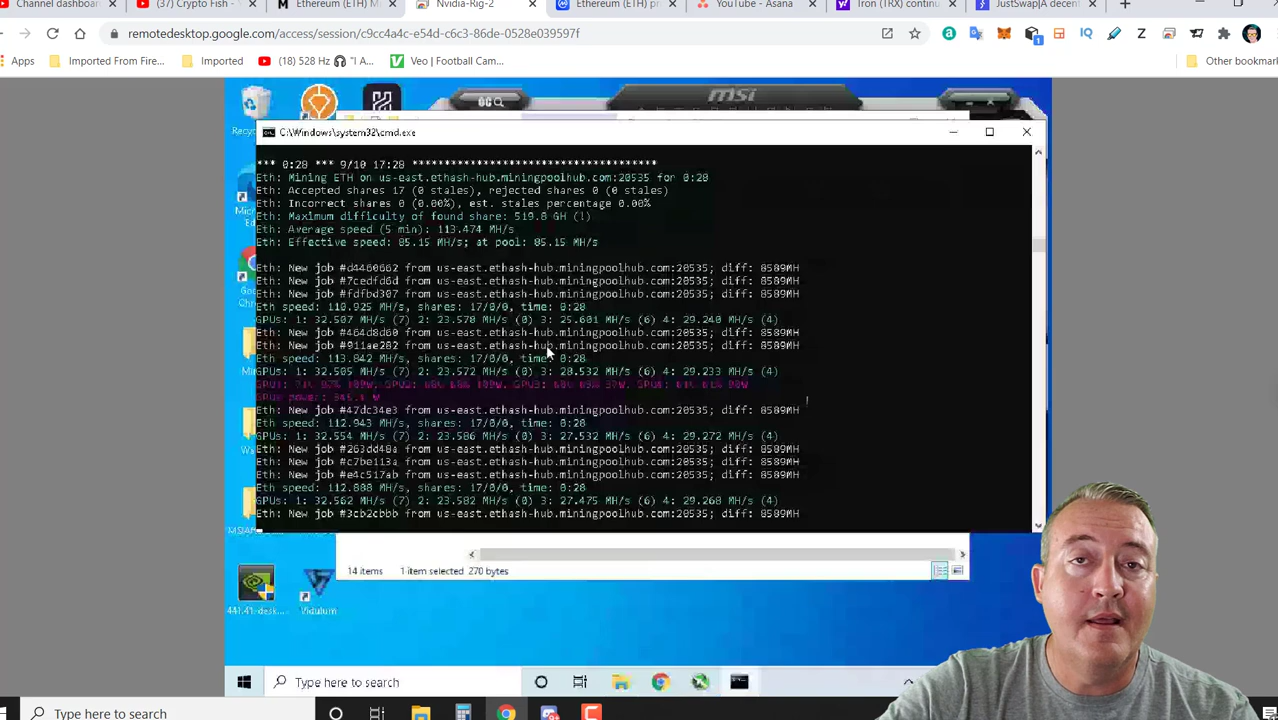 Channel dashboard
(37) Crypto Fish -
Ethereum (ETH) M
Nvidia-Rig-2
Ethereum (ETH) pr
YouTube - Asana
Tron (TRX) continu
JustSwap|A decent
remotedesktop.google.com/access/session/c9cc4a4c-e54d-c6c5-86de-0528e039597f
Apps
Imported From Fire...
Imported
(18) 528 Hz "I A...
Veo | Football Cam...
Other bookmark
msi
C:\Windows\system32\cmd.exe
*** 0:28 *** 9/10 17:28 **************************************
Eth: Mining ETH on us-east.ethash-hub.miningpoolhub.com:20535 for 0:28
Eth: Accepted shares 17 (0 stales), rejected shares 0 (0 stales)
Eth: Incorrect shares 0 (0.00%), est. stales percentage 0.00%
Eth: Maximum difficulty of found share: 519.8 GH (!)
Eth: Average speed (5 min): 113.474 MH/s
Eth: Effective speed: 85.15 MH/s; at pool: 85.15 MH/s
Eth: New job #d4460662 from us-east.ethash-hub.miningpoolhub.com:20535; diff: 8589MH
Eth: New job #7cedfd6d from us-east.ethash-hub.miningpoolhub.com:20535; diff: 8589MH
Eth: New job #fdfbd307 from us-east.ethash-hub.miningpoolhub.com:20535; diff: 8589MH
Eth speed: 110.925 MH/s, shares: 17/0/0, time: 0:28
GPUs: 1: 32.507 MH/s (7) 2: 23.578 MH/s (0) 3: 25.601 MH/s (6) 4: 29.240 MH/s (4)
Eth: New job #464d8d60 from us-east.ethash-hub.miningpoolhub.com:20535; diff: 8589MH
Eth: New job #911ae282 from us-east.ethash-hub.miningpoolhub.com:20535; diff: 8589MH
Eth speed: 113.842 MH/s, shares: 17/0/0, time: 0:28
GPUs: 1: 32.505 MH/s (7) 2: 23.572 MH/s (0) 3: 28.532 MH/s (6) 4: 29.233 MH/s (4)
GPUs power:
Eth: New job #47dc34e3 from us-east.ethash-hub.miningpoolhub.com:20535; diff: 8589MH
Eth speed: 112.943 MH/s, shares: 17/0/0, time: 0:28
GPUs: 1: 32.554 MH/s (7) 2: 23.586 MH/s (0) 3: 27.532 MH/s (6) 4: 29.272 MH/s (4)
Eth: New job #263dd48a from us-east.ethash-hub.miningpoolhub.com:20535; diff: 8589MH
Eth: New job #c7be113a from us-east.ethash-hub.miningpoolhub.com:20535; diff: 8589MH
Eth: New job #e4c517ab from us-east.ethash-hub.miningpoolhub.com:20535; diff: 8589MH
Eth speed: 112.888 MH/s, shares: 17/0/0, time: 0:28
GPUs: 1: 32.562 MH/s (7) 2: 23.582 MH/s (0) 3: 27.475 MH/s (6) 4: 29.268 MH/s (4)
Eth: New job #3cb2cbbb from us-east.ethash-hub.miningpoolhub.com:20535; diff: 8589MH
14 items 1 item selected 270 bytes
441.41-desk...
Vidulum
Type here to search
Type here to search